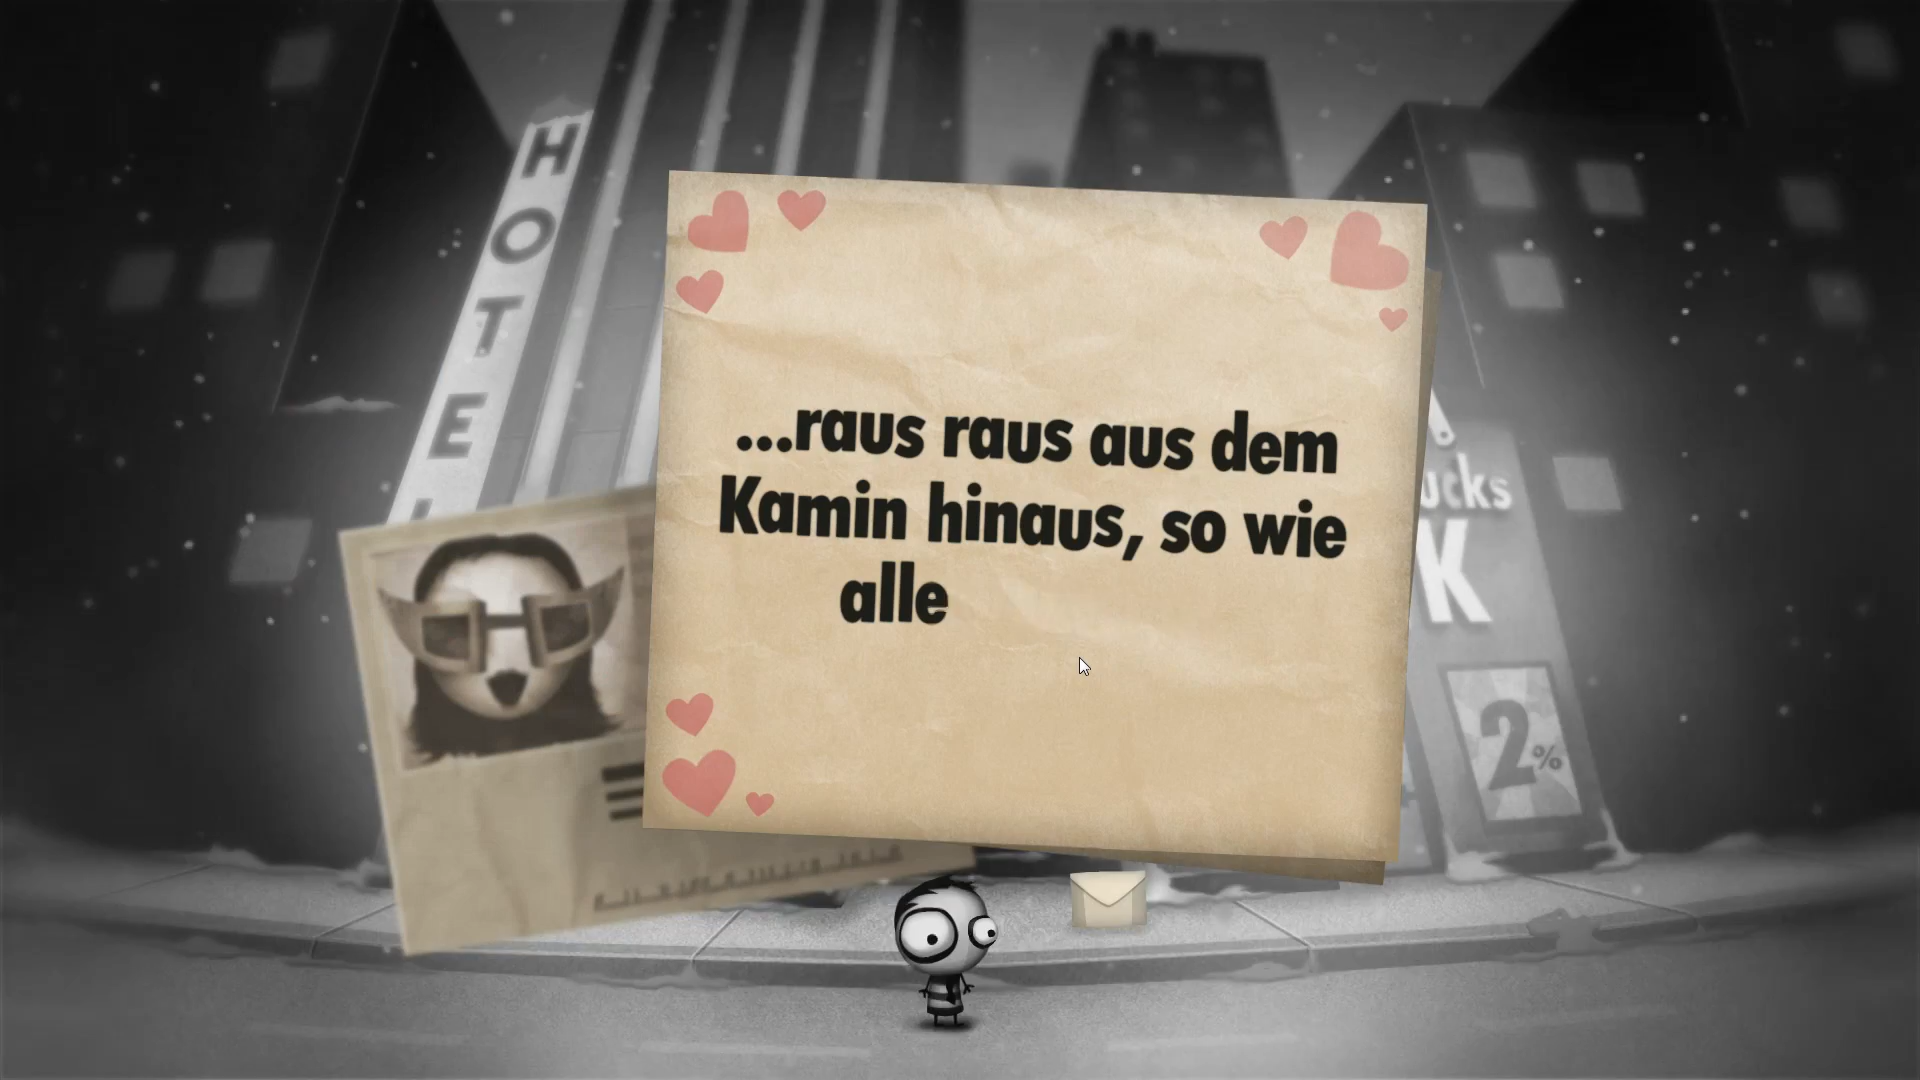 HOTEL
...raus raus aus dem
Kamin hinaus, so wie
alle
ucks
K
2%